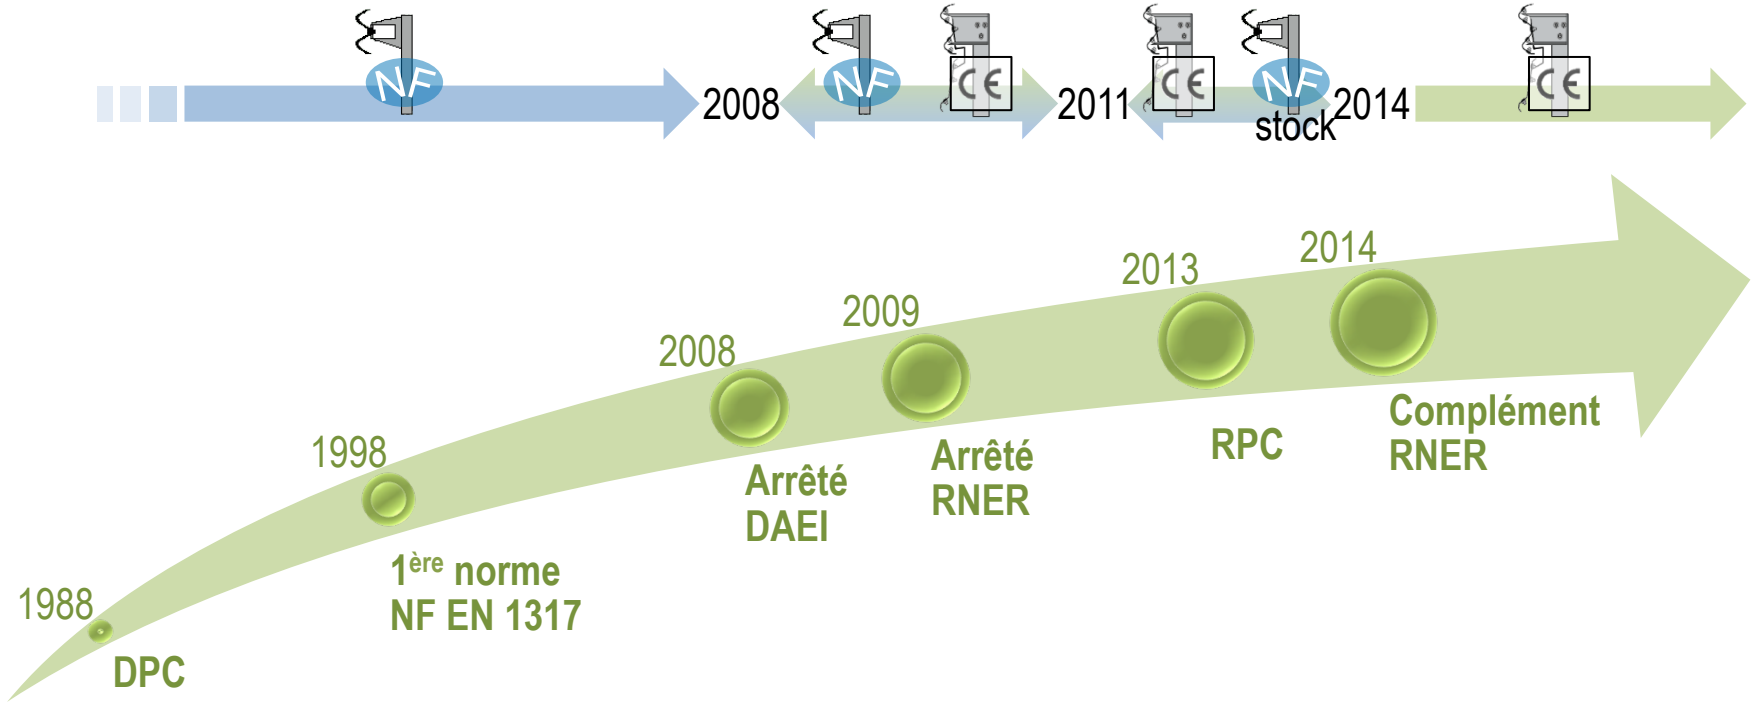 NF
2008
NF
CE
2011
CE
NF
stock
2014
CE
2014
2013
2009
2008
1998
1988
Complément
RNER
RPC
Arrêté
RNER
Arrêté
DAEI
1ère norme
NF EN 1317
DPC